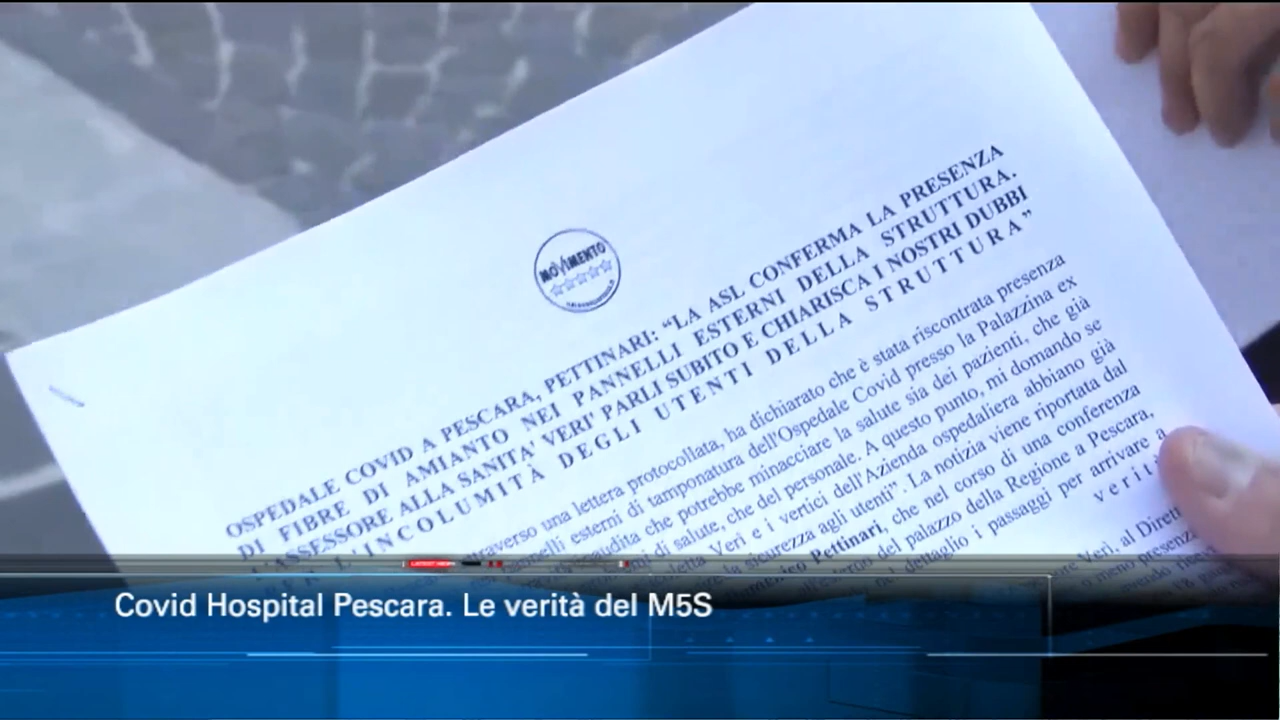 MOVIMENTO
OSPEDALE COVID A PESCARA, PETTINARI: “LA ASL CONFERMA LA PRESENZA
DI FIBRE DI AMIANTO NEI PANNELLI ESTERNI DELLA STRUTTURA.
L'ASSESSORE ALLA SANITA' VERI' PARLI SUBITO E CHIARISCA I NOSTRI DUBBI
L'INCOLUMITÀ DEGLI UTENTI DELLA STRUTTURA”
una lettera protocollata, ha dichiarato che è stata riscontrata presenza
esterni di tamponatura dell'Ospedale Covid presso la Palazzina ex
che potrebbe minacciare la salute sia dei pazienti, che già
di salute, che del personale. A questo punto, mi domando se
Veri e i vertici dell'Azienda ospedaliera abbiano già
la sicurezza agli utenti”. La notizia viene riportata dal
Pettinari, che nel corso di una conferenza
del palazzo della Regione a Pescara,
dettaglio i passaggi per arrivare a
Veri, al
o meno
LATEST NEWS
Covid Hospital Pescara. Le verità del M5S